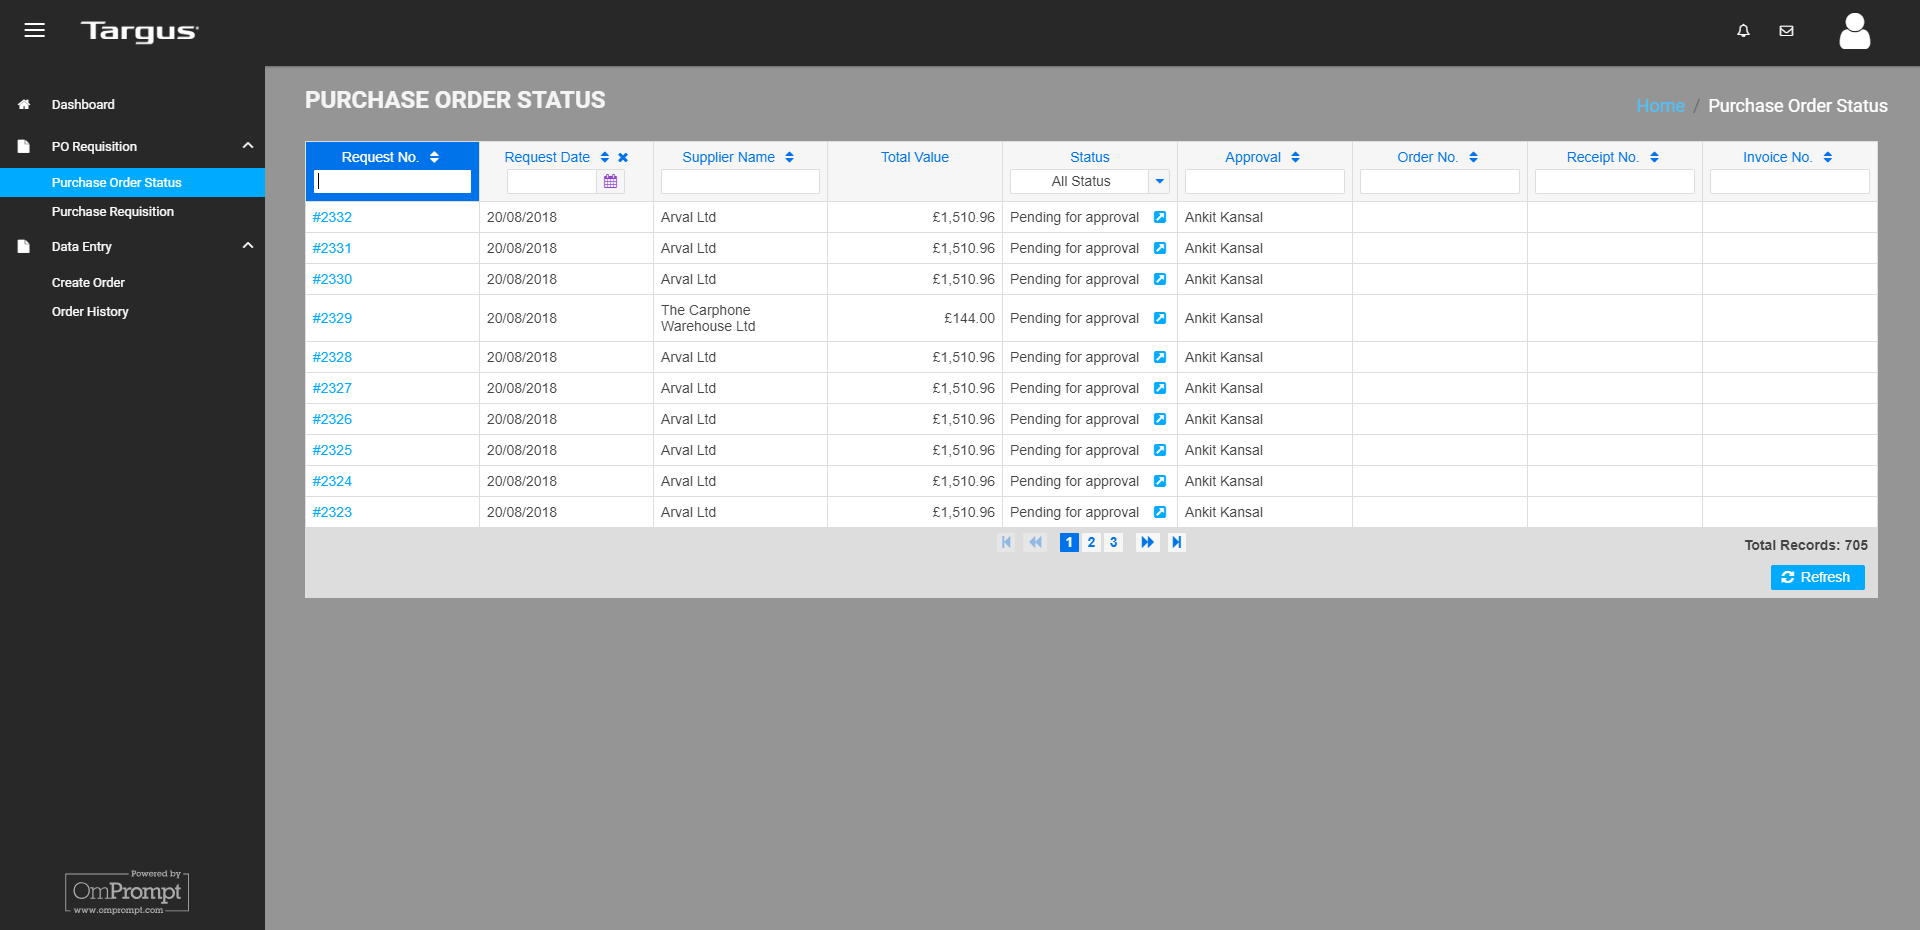 Targus
Dashboard
PO Requisition
Purchase Order Status
Purchase Requisition
Data Entry
Create Order
Order History
Powered by
OmPrompt
www.omprompt.com
PURCHASE ORDER STATUS
Home / Purchase Order Status
Request No. Request Date Supplier Name Total Value Status Approval Order No. Receipt No. Invoice No.
All Status
#2332 20/08/2018 Arval Ltd £1,510.96 Pending for approval Ankit Kansal
#2331 20/08/2018 Arval Ltd £1,510.96 Pending for approval Ankit Kansal
#2330 20/08/2018 Arval Ltd £1,510.96 Pending for approval Ankit Kansal
#2329 20/08/2018 The Carphone Warehouse Ltd £144.00 Pending for approval Ankit Kansal
#2328 20/08/2018 Arval Ltd £1,510.96 Pending for approval Ankit Kansal
#2327 20/08/2018 Arval Ltd £1,510.96 Pending for approval Ankit Kansal
#2326 20/08/2018 Arval Ltd £1,510.96 Pending for approval Ankit Kansal
#2325 20/08/2018 Arval Ltd £1,510.96 Pending for approval Ankit Kansal
#2324 20/08/2018 Arval Ltd £1,510.96 Pending for approval Ankit Kansal
#2323 20/08/2018 Arval Ltd £1,510.96 Pending for approval Ankit Kansal
1 2 3
Total Records: 705
Refresh